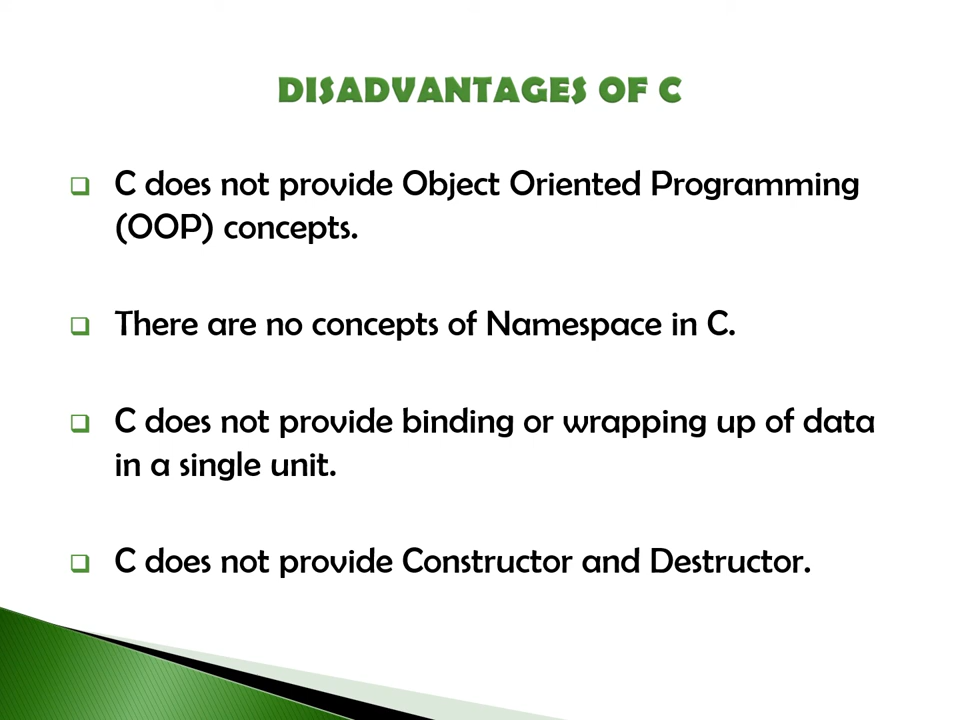 DISADVANTAGES OF C
C does not provide Object Oriented Programming
(OOP) concepts.
There are no concepts of Namespace in C.
C does not provide binding or wrapping up of data
in a single unit.
C does not provide Constructor and Destructor.